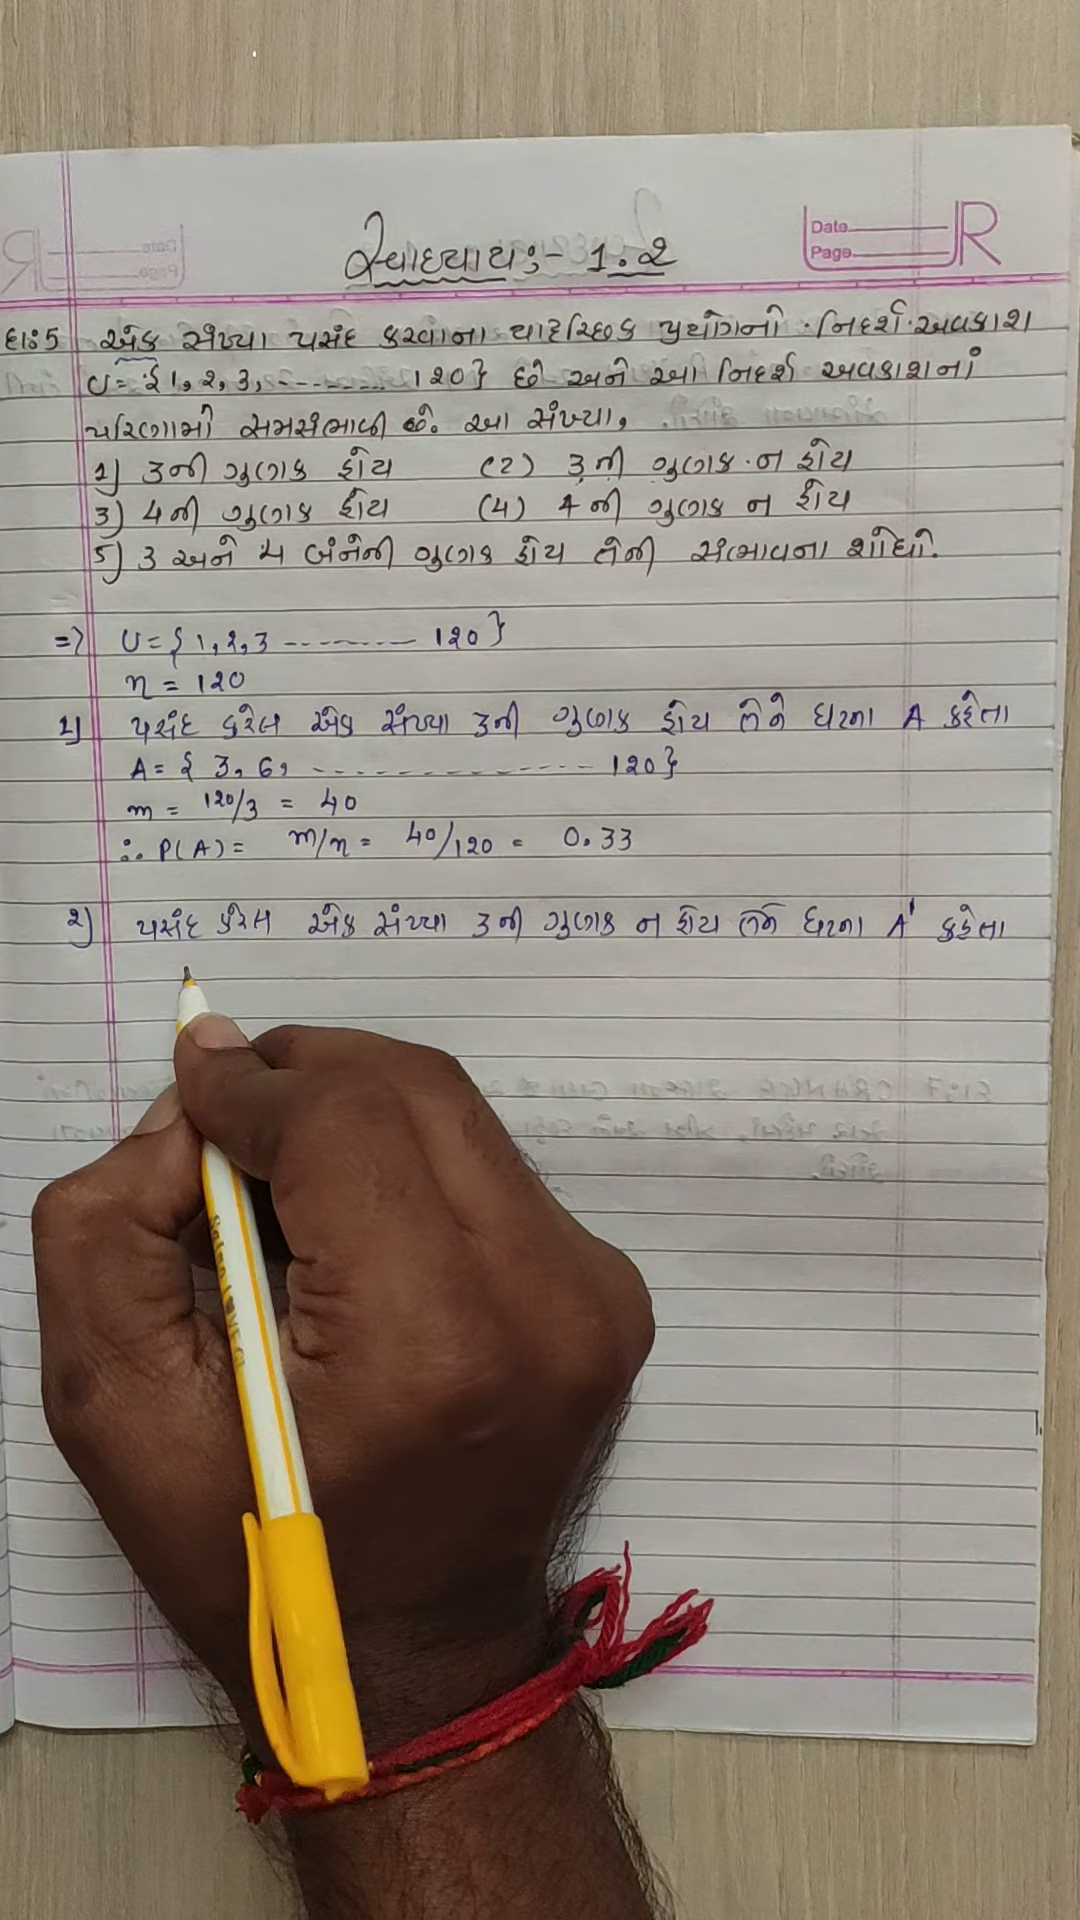 સ્વાધ્યાય:- 1.2
Date
Page
R
દા:5 એક સંખ્યા પસંદ કરવાના યાદચ્છિક પ્રયોગનો નિદર્શ અવકાશ
U = { 1, 2, 3, --------- 120} છે અને આ નિદર્શ અવકાશનાં
પરિણામો સમસંભાવી છે. આ સંખ્યા,
1) 3ની ગુણક હોય (2) 3ની ગુણક ન હોય
3) 4ની ગુણક હોય (4) 4 ની ગુણક ન હોય
5) 3 અને 4 બંનેની ગુણક હોય તેની સંભાવના શોધો.
=> U = { 1, 2, 3 --------- 120 }
n = 120
1) પસંદ કરેલ એક સંખ્યા 3ની ગુણક હોય તેને ઘટના A કહેતા
A = { 3, 6, --------------- 120}
m = 120/3 = 40
∴ P(A) = m/n = 40/120 = 0.33
2) પસંદ કરેલ એક સંખ્યા 3ની ગુણક ન હોય તેને ઘટના A' કહેતા